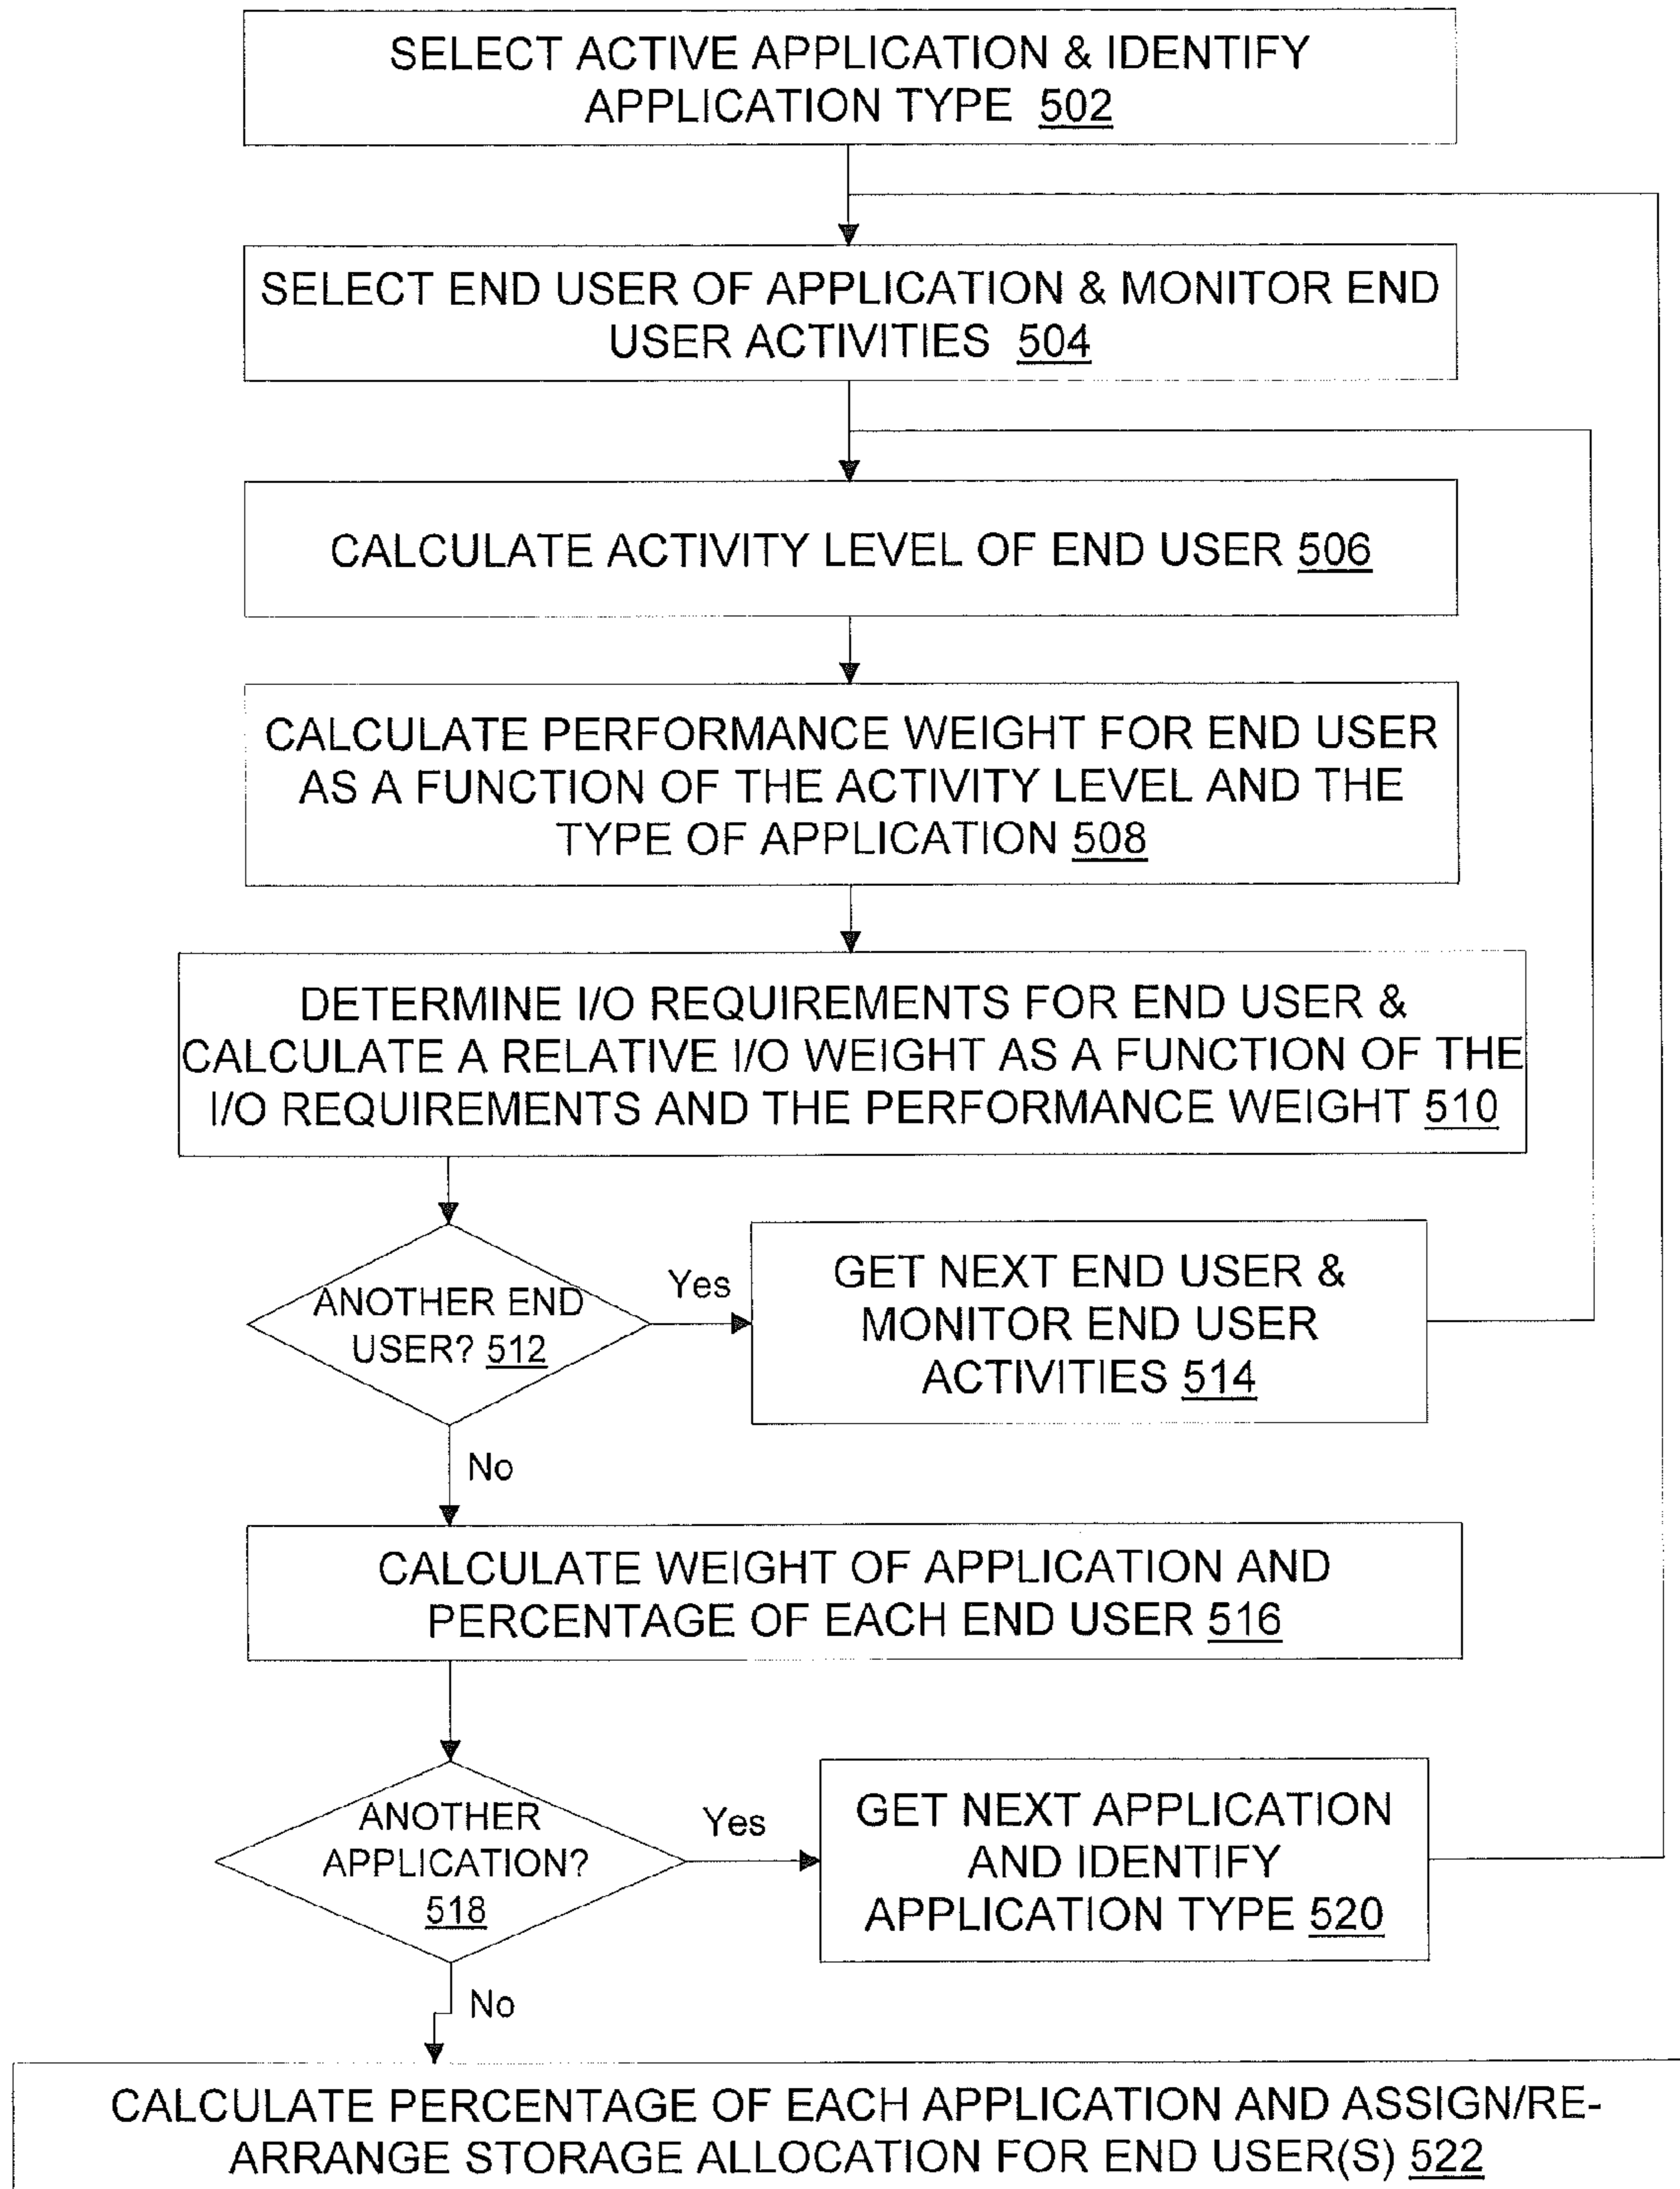 SELECT ACTIVE APPLICATION & IDENTIFY
APPLICATION TYPE 502
SELECT END USER OF APPLICATION & MONITOR END
USER ACTIVITIES 504
CALCULATE ACTIVITY LEVEL OF END USER 506
CALCULATE PERFORMANCE WEIGHT FOR END USER
AS A FUNCTION OF THE ACTIVITY LEVEL AND THE
TYPE OF APPLICATION 508
DETERMINE I/O REQUIREMENTS FOR END USER &
CALCULATE A RELATIVE I/O WEIGHT AS A FUNCTION OF THE
I/O REQUIREMENTS AND THE PERFORMANCE WEIGHT 510
ANOTHER END
USER? 512
Yes
GET NEXT END USER &
MONITOR END USER
ACTIVITIES 514
No
CALCULATE WEIGHT OF APPLICATION AND
PERCENTAGE OF EACH END USER 516
ANOTHER
APPLICATION?
518
Yes
GET NEXT APPLICATION
AND IDENTIFY
APPLICATION TYPE 520
No
CALCULATE PERCENTAGE OF EACH APPLICATION AND ASSIGN/RE-
ARRANGE STORAGE ALLOCATION FOR END USER(S) 522